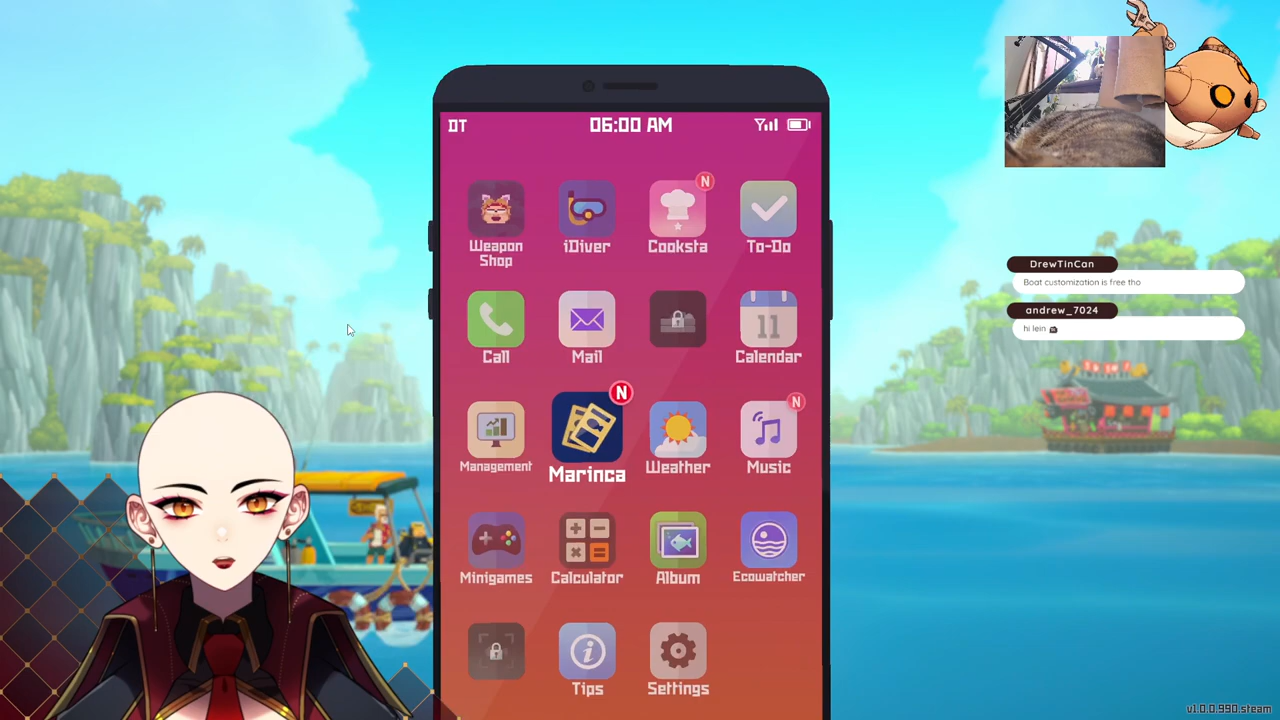 DT
06:00 AM
N
Weapon
Shop
iDiver
Cooksta
To-Do
11
Call
Mail
Calendar
N
N
Management
Marinca
Weather
Music
Minigames
Calculator
Album
Ecowatcher
Tips
Settings
DrewTinCan
Boat customization is free tho
andrew_7024
hi lein
v1.0.0.990.steam